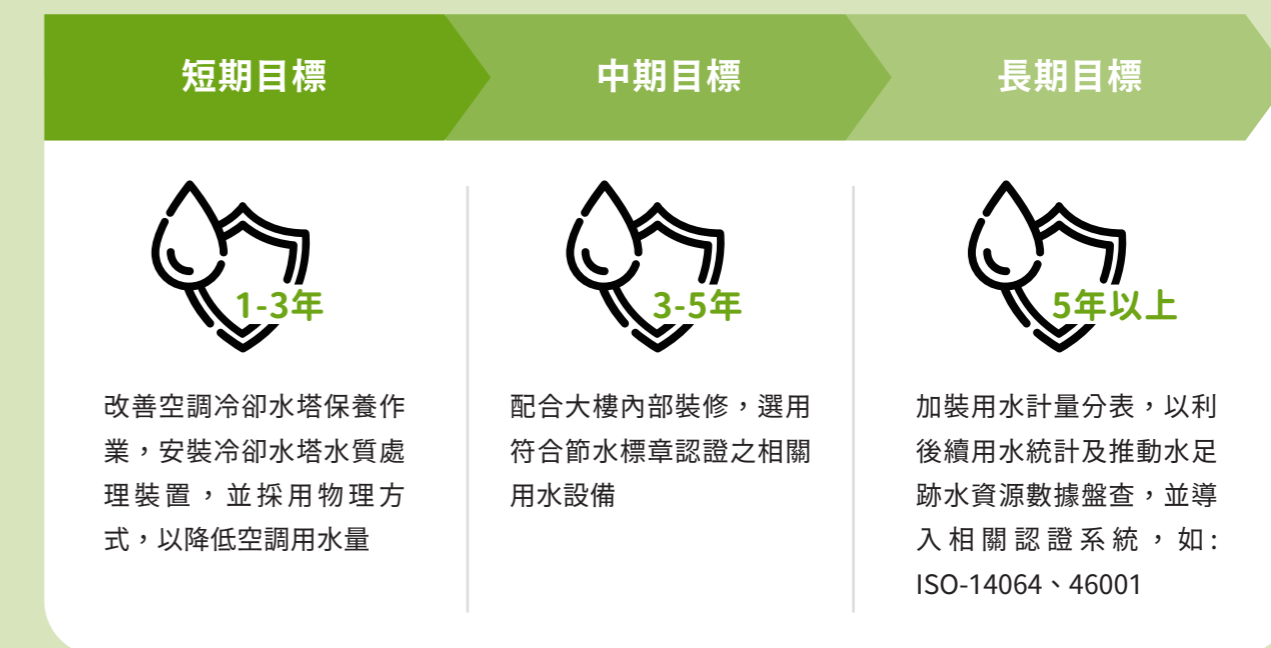 短期目標
中期目標
長期目標
1-3年
改善空調冷卻水塔保養作
業，安裝冷卻水塔水質處
理裝置，並採用物理方
式，以降低空調用水量
3-5年
配合大樓內部裝修，選用
符合節水標章認證之相關
用水設備
5年以上
加裝用水計量分表，以利
後續用水統計及推動水足
跡水資源數據盤查，並導
入相關認證系統，如:
ISO-14064、46001